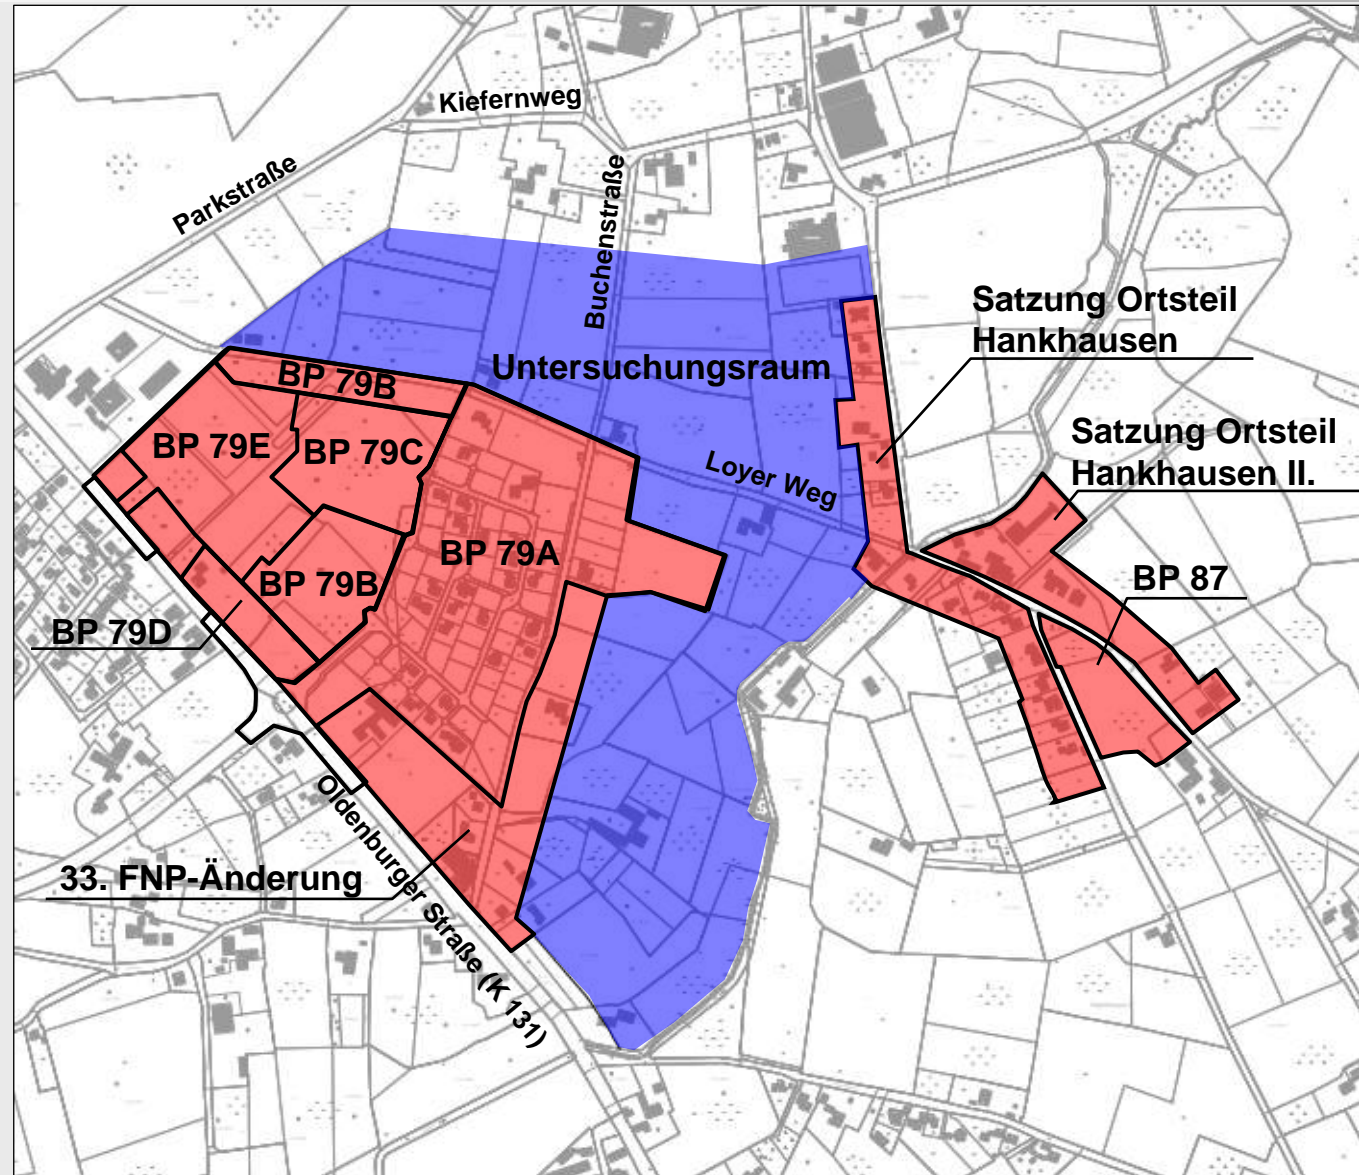 Kiefernweg
Parkstraße
Buchenstraße
Satzung Ortsteil
Hankhausen
Untersuchungsraum
BP 79B
Satzung Ortsteil
Hankhausen II.
BP 79E
BP 79C
Loyer Weg
BP 79A
BP 87
BP 79B
BP 79D
33. FNP-Änderung
Oldenburger Straße (K 131)